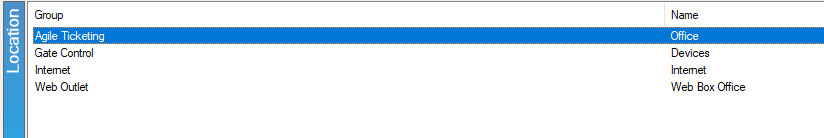 Location
Group Name
Agile Ticketing Office
Gate Control Devices
Internet Internet
Web Outlet Web Box Office